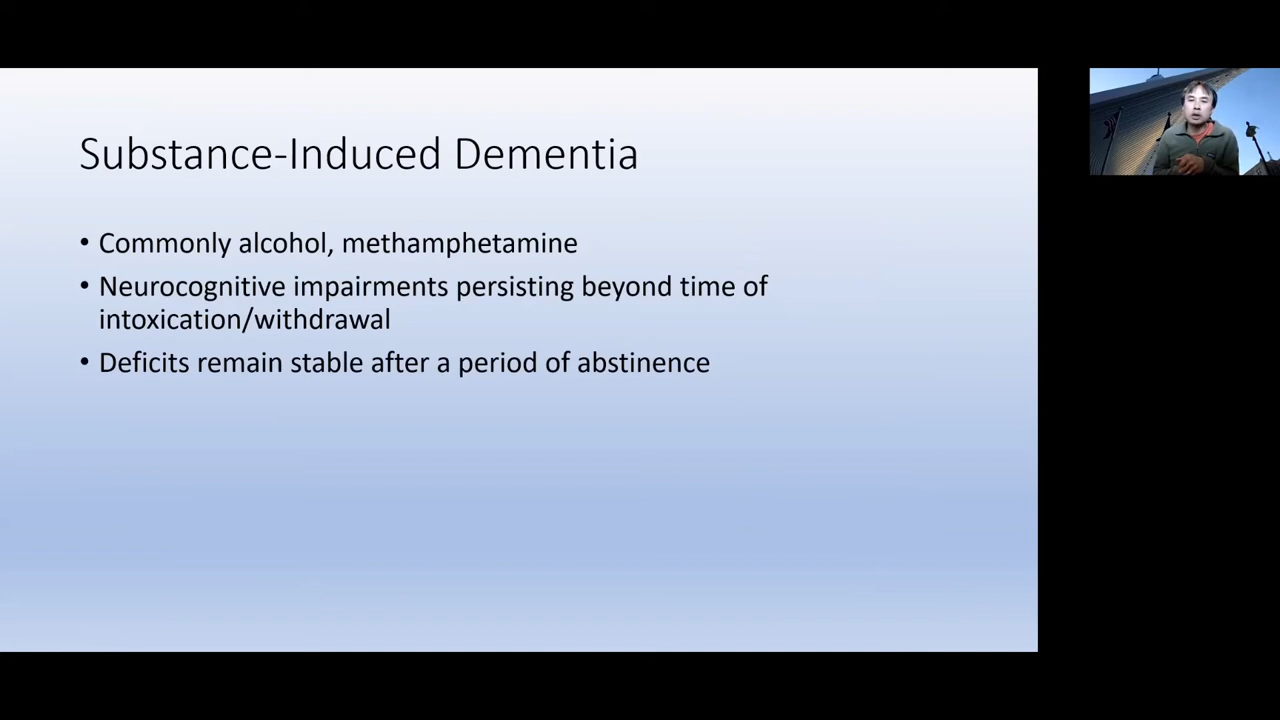 Substance-Induced Dementia
• Commonly alcohol, methamphetamine
• Neurocognitive impairments persisting beyond time of
intoxication/withdrawal
• Deficits remain stable after a period of abstinence